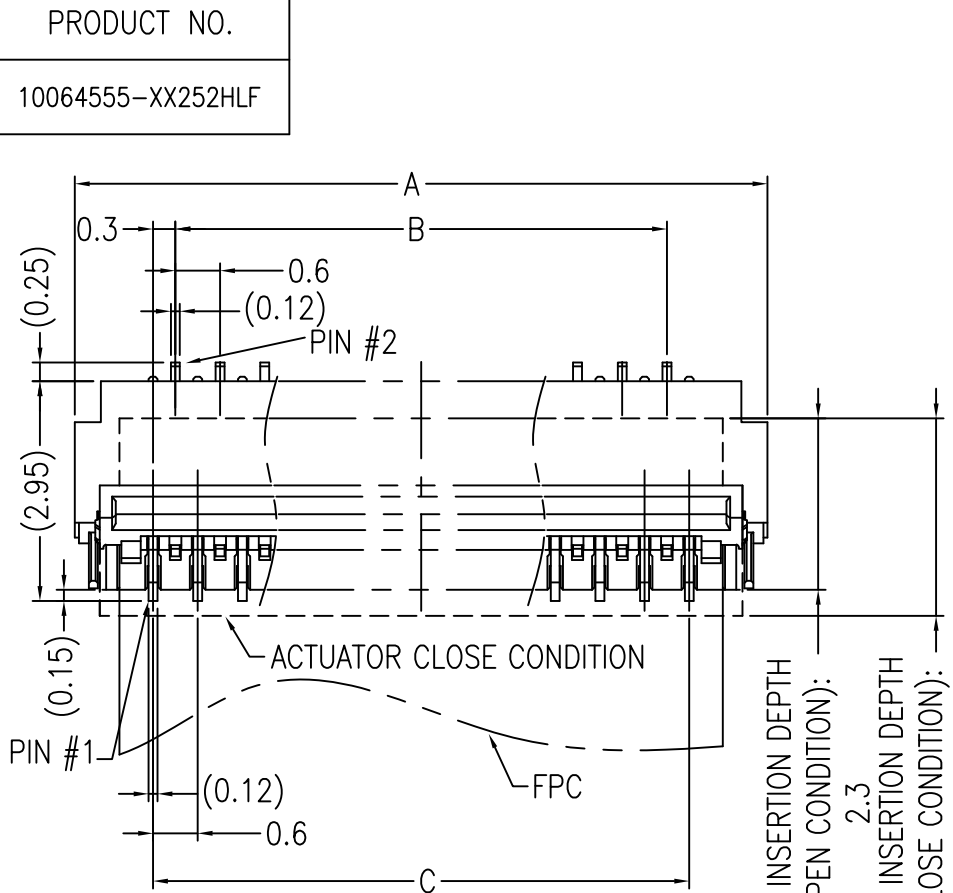 PRODUCT NO.
10064555-XX252HLF
A
0.3
B
(0.25)
0.6
(0.12)
PIN #2
(2.95)
(0.15)
ACTUATOR CLOSE CONDITION
PIN #1
(0.12)
FPC
0.6
C
INSERTION DEPTH
PEN CONDITION):
2.3
INSERTION DEPTH
LOSE CONDITION):